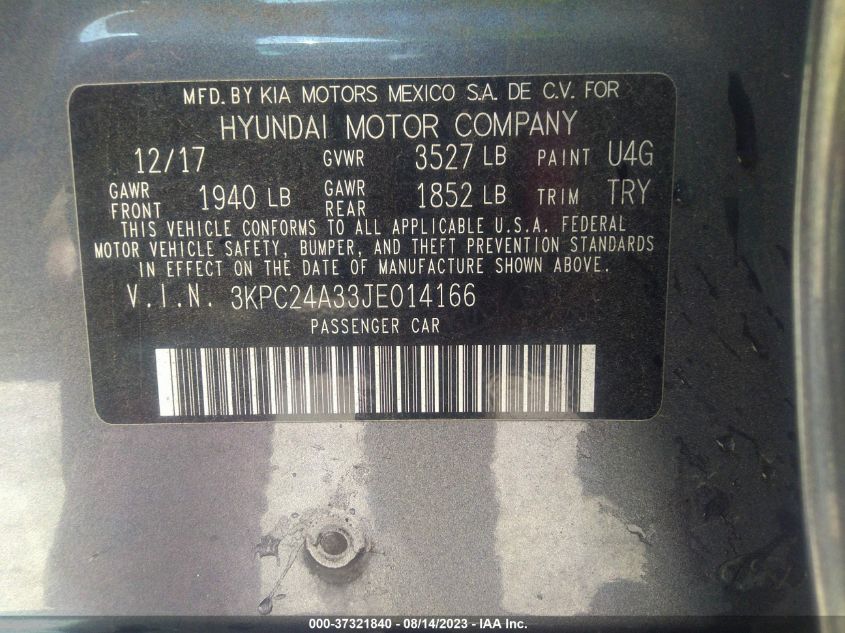 MFD. BY KIA MOTORS MEXICO S.A. DE C.V. FOR
HYUNDAI MOTOR COMPANY
12/17 GVWR 3527 LB PAINT U4G
GAWR FRONT 1940 LB GAWR REAR 1852 LB TRIM TRY
THIS VEHICLE CONFORMS TO ALL APPLICABLE U.S.A. FEDERAL
MOTOR VEHICLE SAFETY, BUMPER, AND THEFT PREVENTION STANDARDS
IN EFFECT ON THE DATE OF MANUFACTURE SHOWN ABOVE.
V.I.N. 3KPC24A33JE014166
PASSENGER CAR
000-37321840 - 08/14/2023 - IAA Inc.